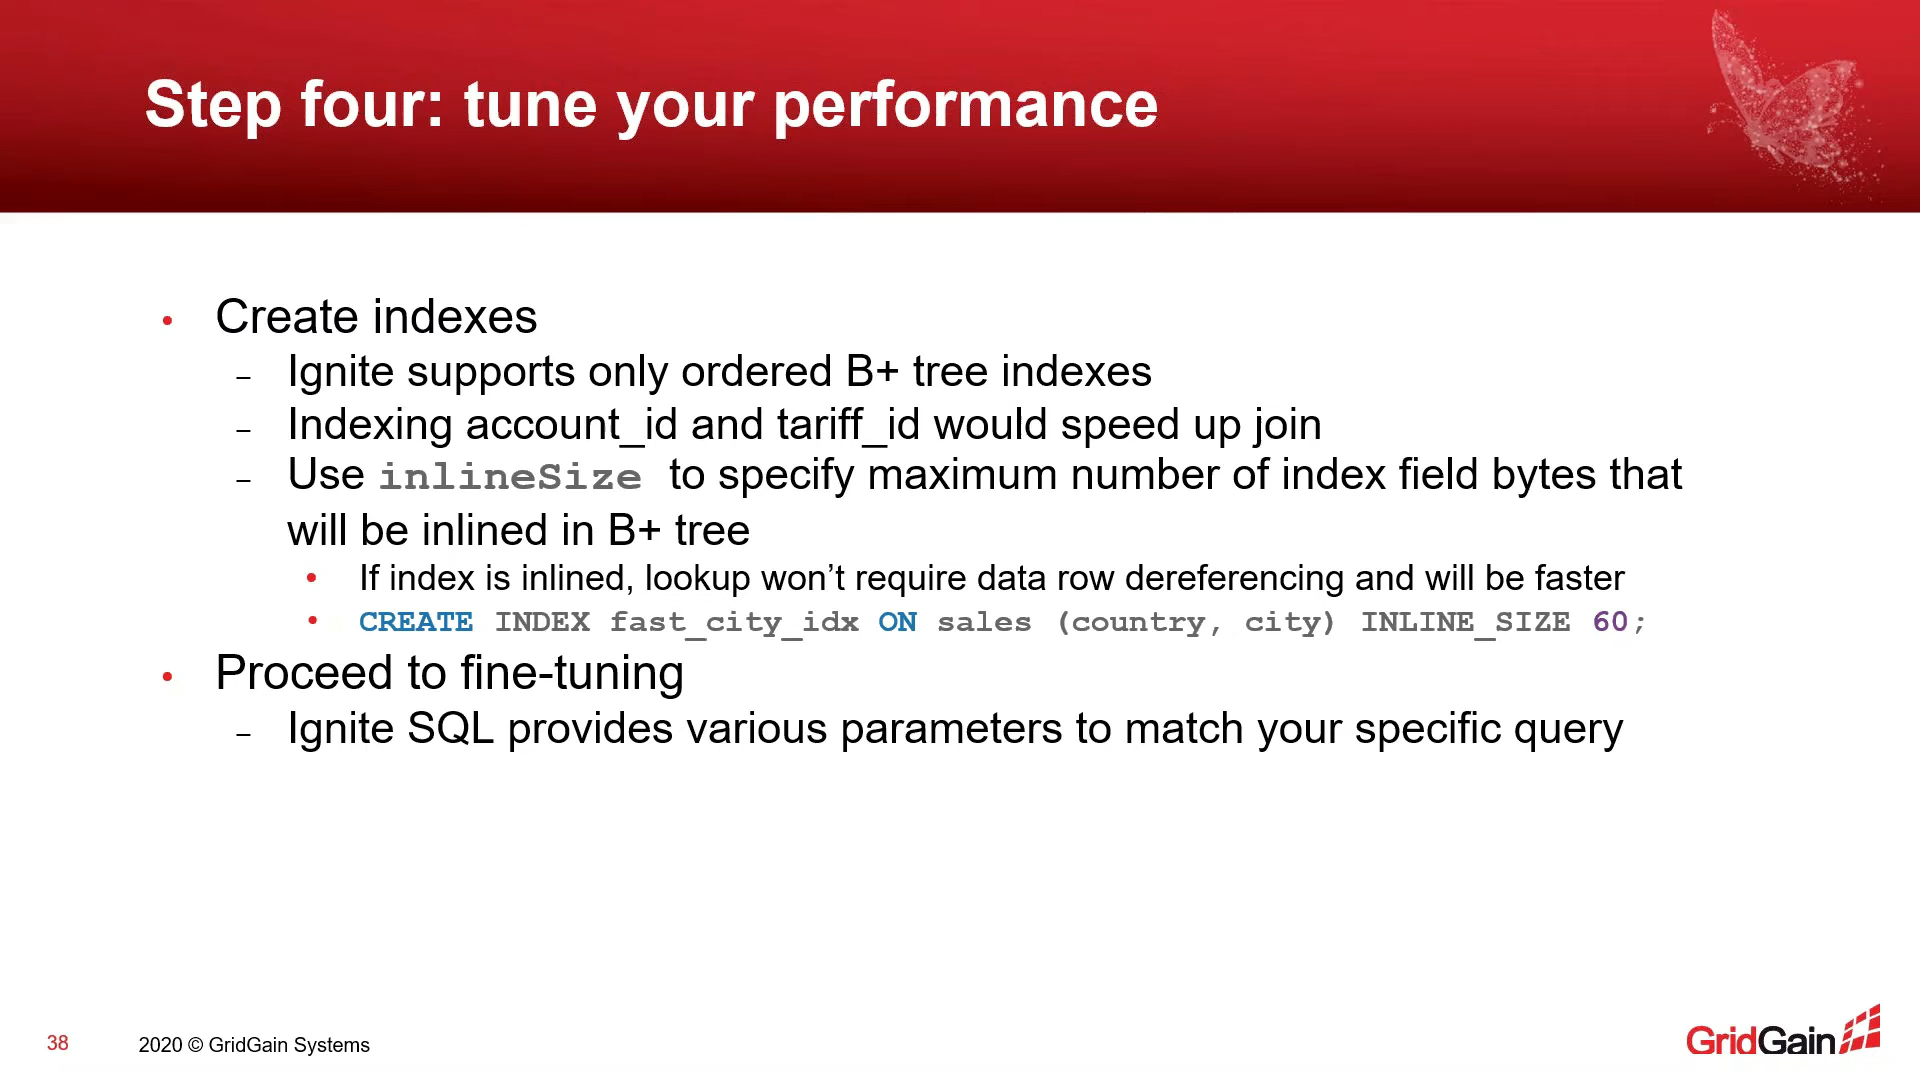 Step four: tune your performance
• Create indexes
– Ignite supports only ordered B+ tree indexes
– Indexing account_id and tariff_id would speed up join
– Use inlineSize to specify maximum number of index field bytes that
will be inlined in B+ tree
• If index is inlined, lookup won’t require data row dereferencing and will be faster
• CREATE INDEX fast_city_idx ON sales (country, city) INLINE_SIZE 60;
• Proceed to fine-tuning
– Ignite SQL provides various parameters to match your specific query
38 2020 © GridGain Systems
GridGain